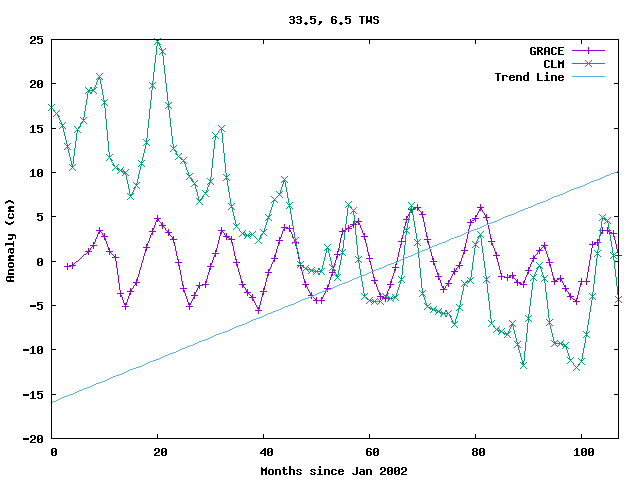 33.5, 6.5 TWS
GRACE
CLM
Trend Line
25
20
15
10
5
0
-5
-10
-15
-20
Anomaly (cm)
0 20 40 60 80 100
Months since Jan 2002